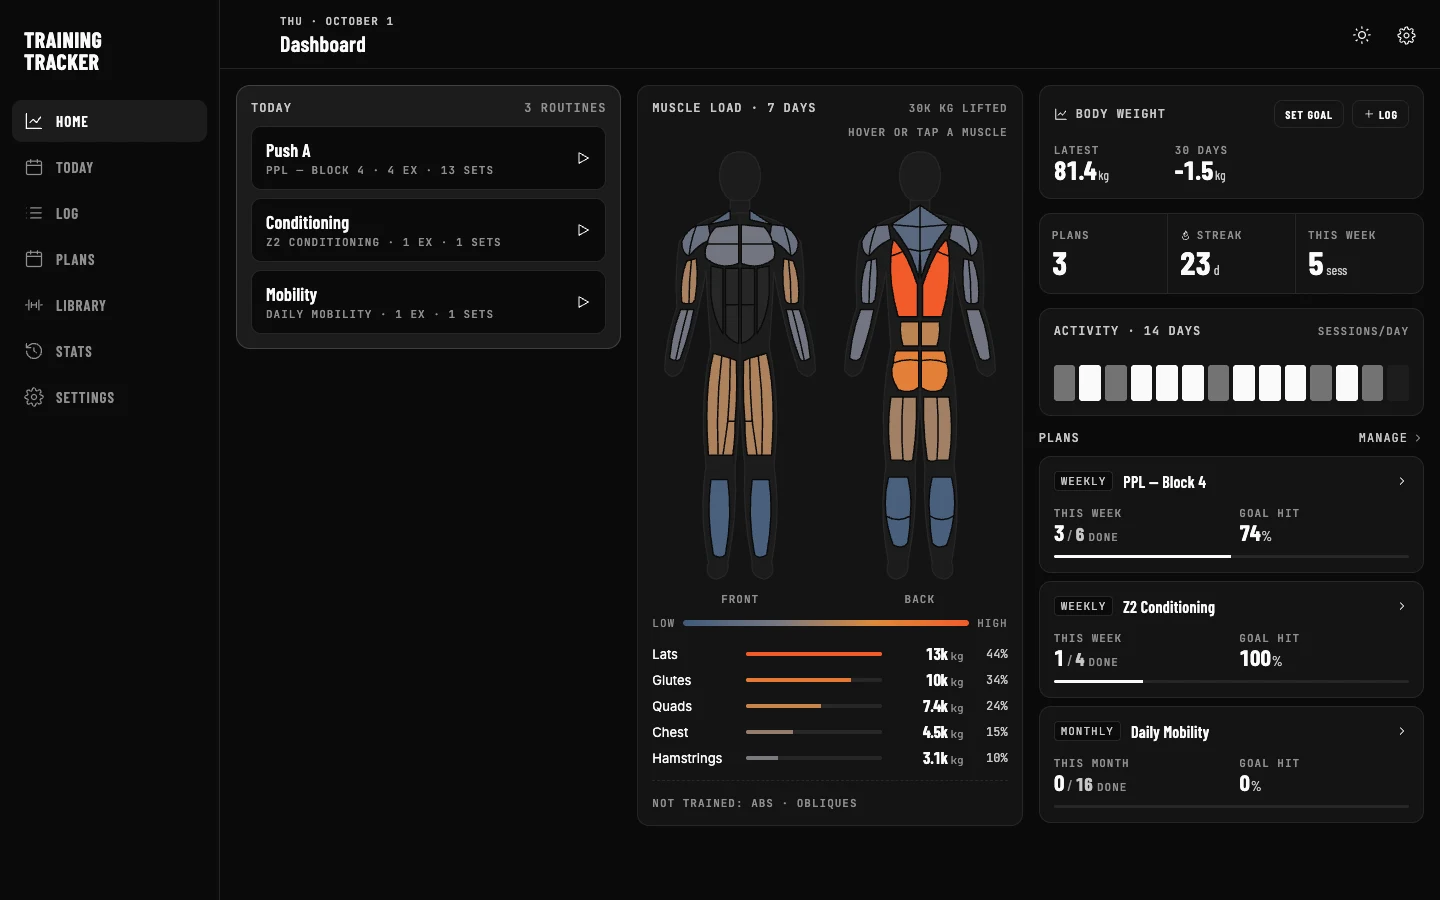 TRAINING
TRACKER
HOME
TODAY
LOG
PLANS
LIBRARY
STATS
SETTINGS
THU · OCTOBER 1
Dashboard
TODAY 3 ROUTINES
Push A
PPL — BLOCK 4 · 4 EX · 13 SETS
Conditioning
Z2 CONDITIONING · 1 EX · 1 SETS
Mobility
DAILY MOBILITY · 1 EX · 1 SETS
MUSCLE LOAD · 7 DAYS 30K KG LIFTED
HOVER OR TAP A MUSCLE
FRONT BACK
LOW HIGH
Lats 13k kg 44%
Glutes 10k kg 34%
Quads 7.4k kg 24%
Chest 4.5k kg 15%
Hamstrings 3.1k kg 10%
NOT TRAINED: ABS · OBLIQUES
BODY WEIGHT SET GOAL + LOG
LATEST 30 DAYS
81.4kg -1.5kg
PLANS STREAK THIS WEEK
3 23 d 5 sess
ACTIVITY · 14 DAYS SESSIONS/DAY
PLANS MANAGE >
WEEKLY PPL — Block 4 >
THIS WEEK GOAL HIT
3 / 6 DONE 74%
WEEKLY Z2 Conditioning >
THIS WEEK GOAL HIT
1 / 4 DONE 100%
MONTHLY Daily Mobility >
THIS MONTH GOAL HIT
0 / 16 DONE 0%